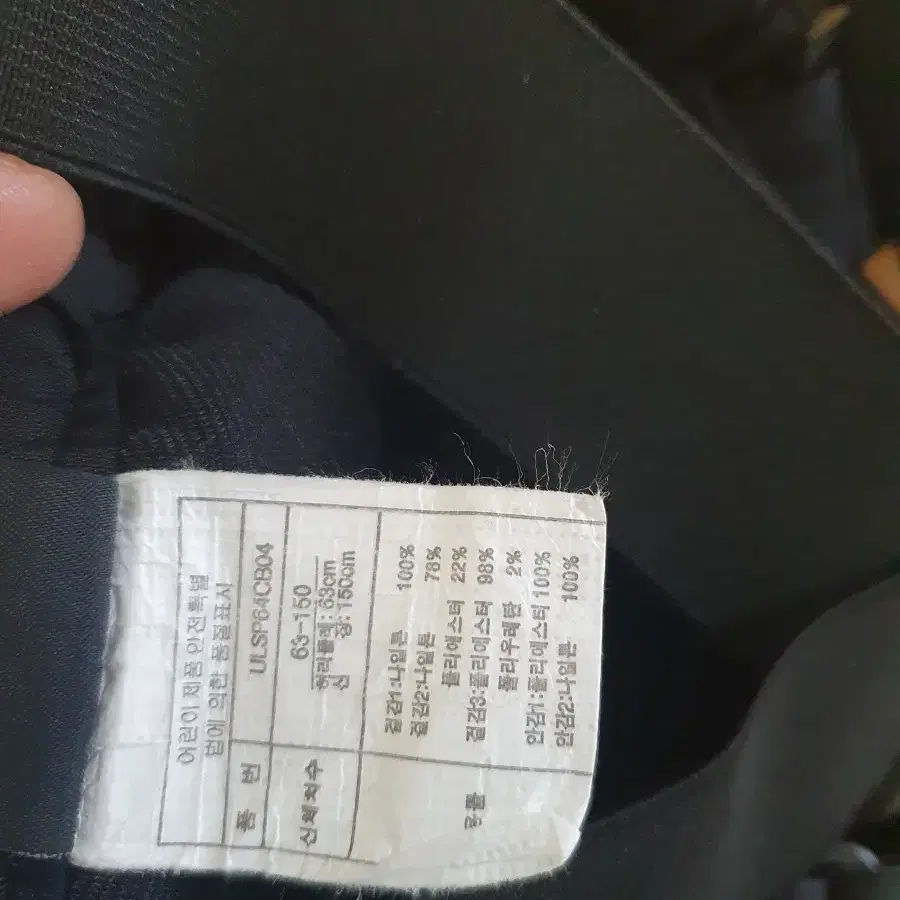 어린이 제품 안전특별
법에 의한 품질표시
품 번 ULSP64CB04
신체치수 63-150
허리둘레: 63cm
신 장: 150cm
겉감1:나일론 100%
겉감2:나일론 78%
폴리에스터 22%
겉감3:폴리에스터 98%
폴리우레탄 2%
안감1:폴리에스터 100%
안감2:나일론 100%